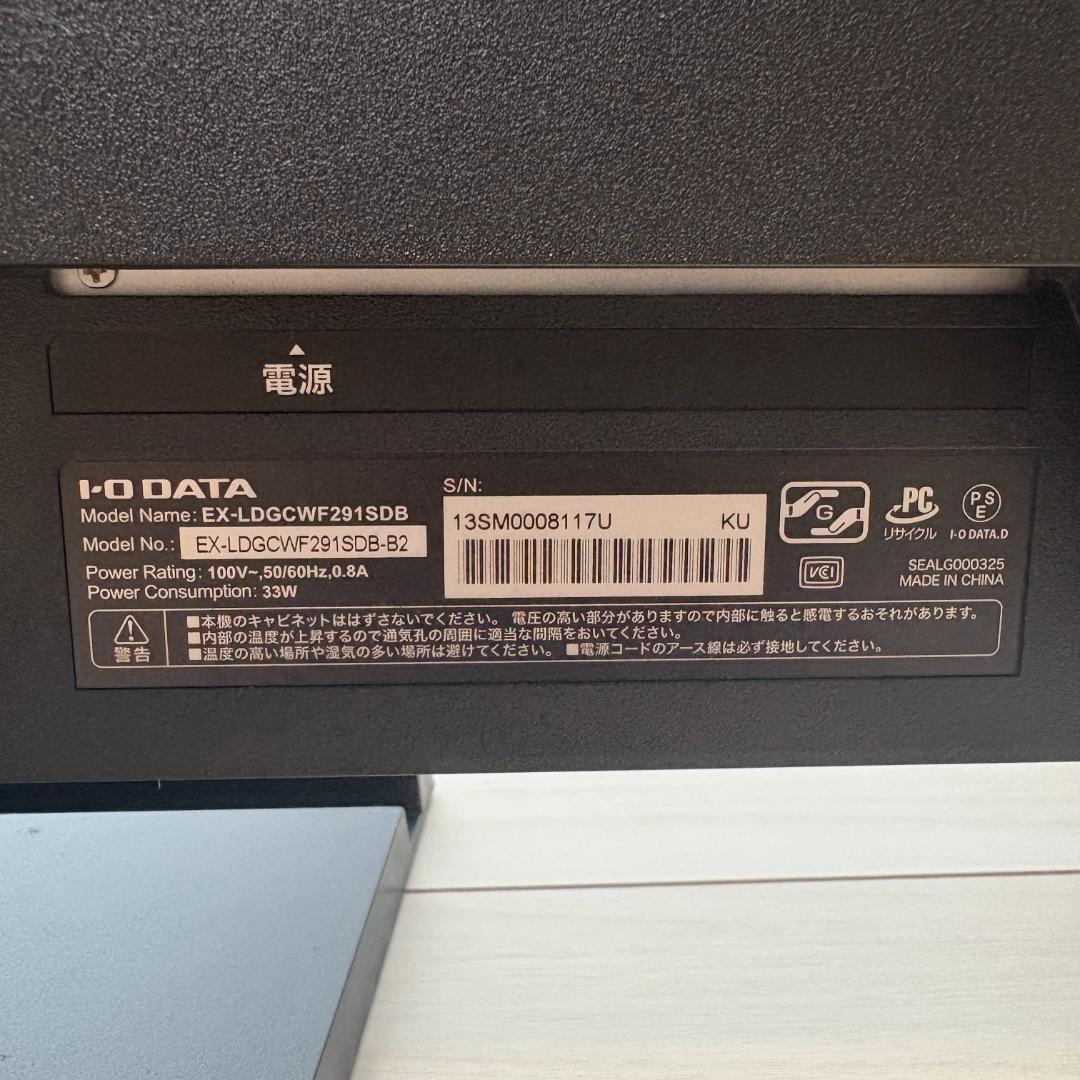 電源
I-O DATA
Model Name: EX-LDGCWF291SDB
Model No.: EX-LDGCWF291SDB-B2
Power Rating: 100V~,50/60Hz,0.8A
Power Consumption: 33W
S/N:
13SM0008117U KU
G
PC
リサイクル
PS
E
I-O DATA.D
VCI
SEALG000325
MADE IN CHINA
警告
■本機のキャビネットははずさないでください。 電圧の高い部分がありますので内部に触ると感電するおそれがあります。
■内部の温度が上昇するので通気孔の周囲に適当な間隔をおいてください。
■温度の高い場所や湿気の多い場所は避けてください。 ■電源コードのアース線は必ず接地してください。